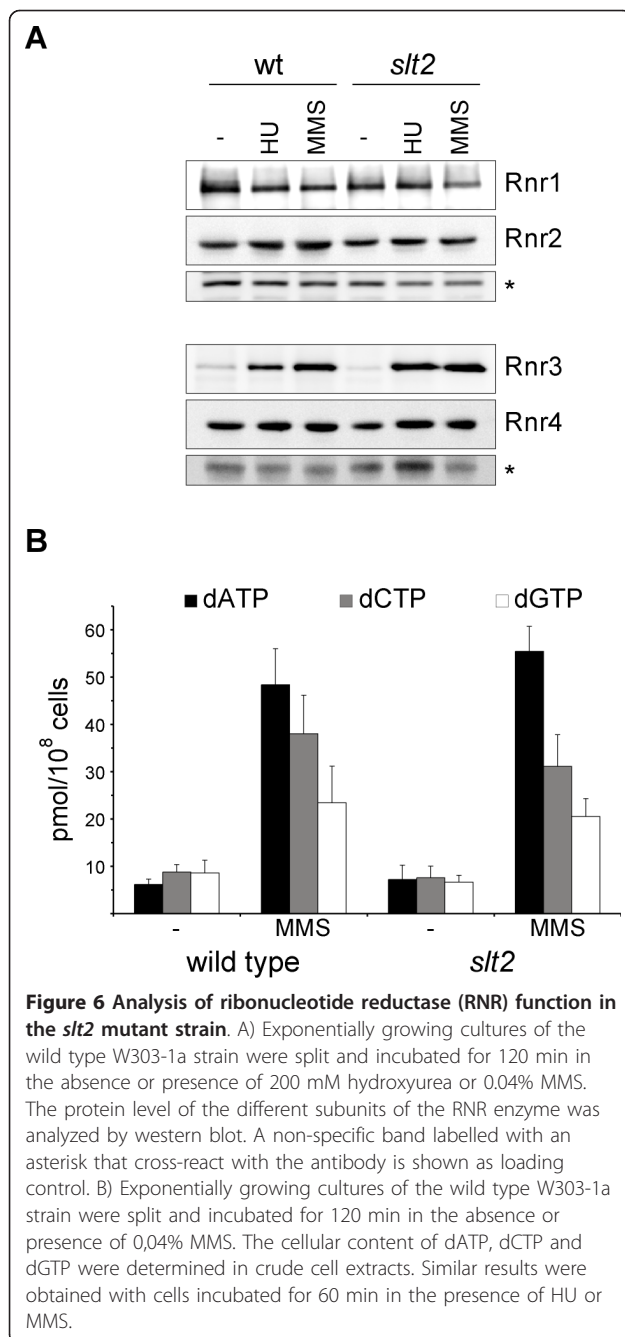 A
wt slt2
- HU MMS - HU MMS
Rnr1
Rnr2
*
Rnr3
Rnr4
*
B
dATP dCTP dGTP
pmol/10⁸ cells
60
50
40
30
20
10
- MMS - MMS
wild type slt2
Figure 6 Analysis of ribonucleotide reductase (RNR) function in
the slt2 mutant strain. A) Exponentially growing cultures of the
wild type W303-1a strain were split and incubated for 120 min in
the absence or presence of 200 mM hydroxyurea or 0.04% MMS.
The protein level of the different subunits of the RNR enzyme was
analyzed by western blot. A non-specific band labelled with an
asterisk that cross-react with the antibody is shown as loading
control. B) Exponentially growing cultures of the wild type W303-1a
strain were split and incubated for 120 min in the absence or
presence of 0,04% MMS. The cellular content of dATP, dCTP and
dGTP were determined in crude cell extracts. Similar results were
obtained with cells incubated for 60 min in the presence of HU or
MMS.